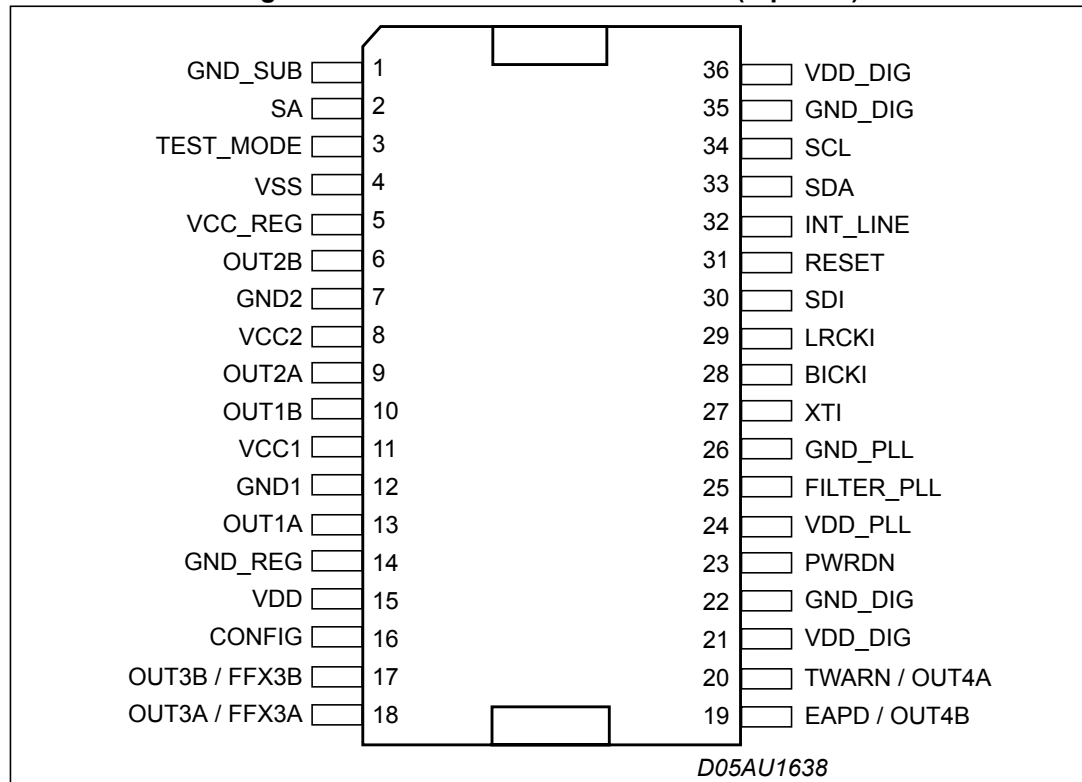 GND_SUB 1 36 VDD_DIG
SA 2 35 GND_DIG
TEST_MODE 3 34 SCL
VSS 4 33 SDA
VCC_REG 5 32 INT_LINE
OUT2B 6 31 RESET
GND2 7 30 SDI
VCC2 8 29 LRCKI
OUT2A 9 28 BICKI
OUT1B 10 27 XTI
VCC1 11 26 GND_PLL
GND1 12 25 FILTER_PLL
OUT1A 13 24 VDD_PLL
GND_REG 14 23 PWRDN
VDD 15 22 GND_DIG
CONFIG 16 21 VDD_DIG
OUT3B / FFX3B 17 20 TWARN / OUT4A
OUT3A / FFX3A 18 19 EAPD / OUT4B
D05AU1638